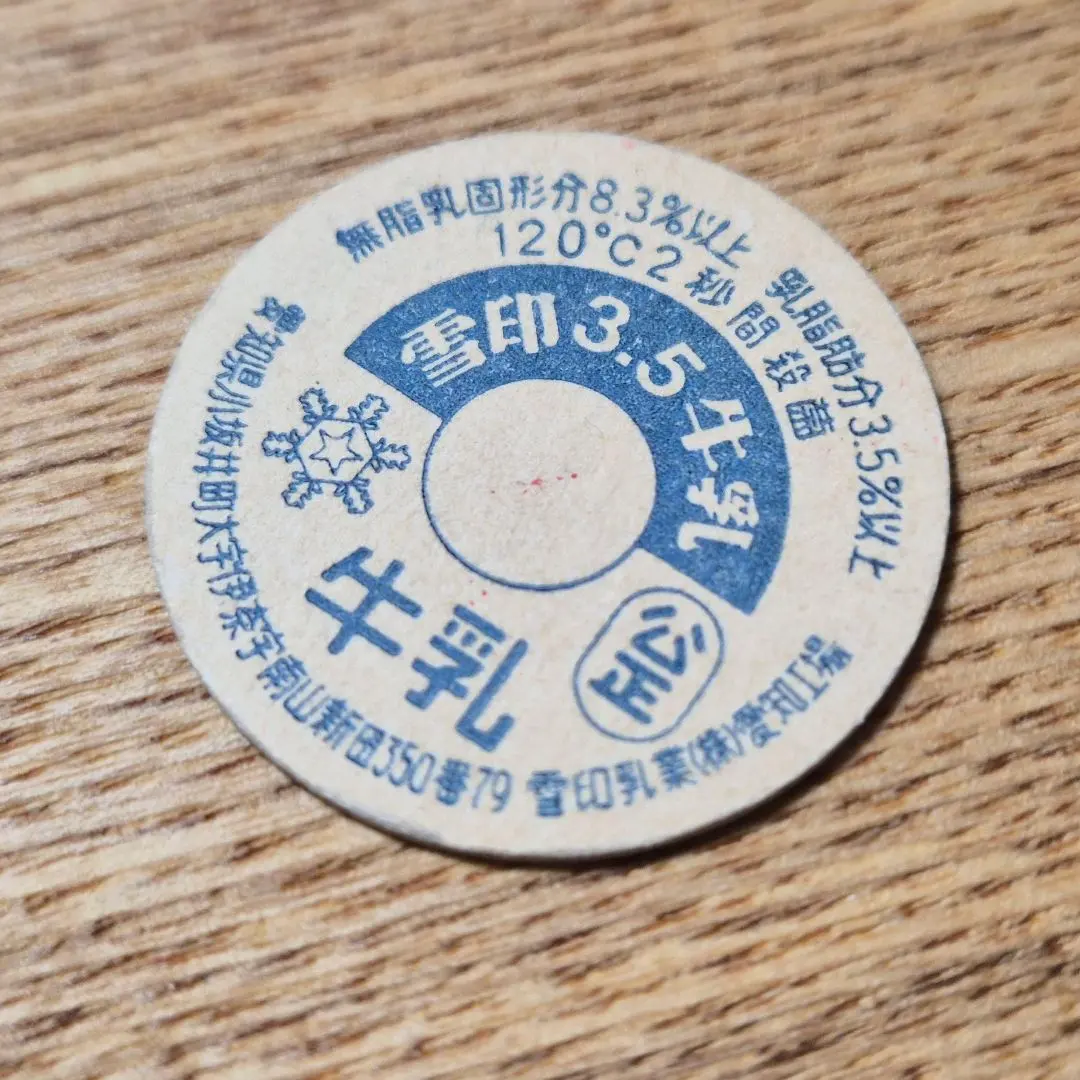 無脂乳固形分8.3%以上 乳脂肪分3.5%以上
120°C2秒間殺菌
雪印3.5牛乳
牛乳
公正
愛知県小坂井町大字伊奈字南山新田350番79 雪印乳業(株)愛知工場